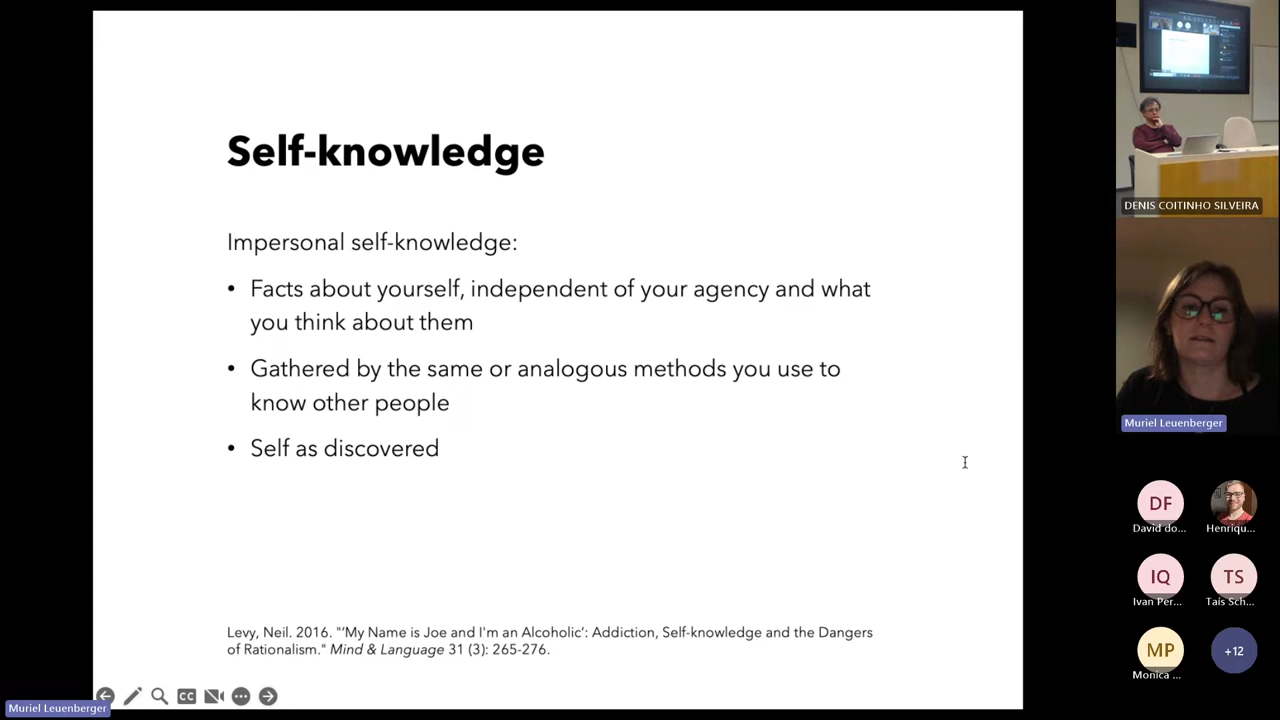 Self-knowledge
Impersonal self-knowledge:
• Facts about yourself, independent of your agency and what
you think about them
• Gathered by the same or analogous methods you use to
know other people
• Self as discovered
Levy, Neil. 2016. "‘My Name is Joe and I'm an Alcoholic’: Addiction, Self-knowledge and the Dangers
of Rationalism." Mind & Language 31 (3): 265-276.
CC
Muriel Leuenberger
DENIS COITINHO SILVEIRA
Muriel Leuenberger
DF
David do...
Henriqu...
IQ
Ivan Per...
TS
Taís Sch...
MP
Monica ...
+12